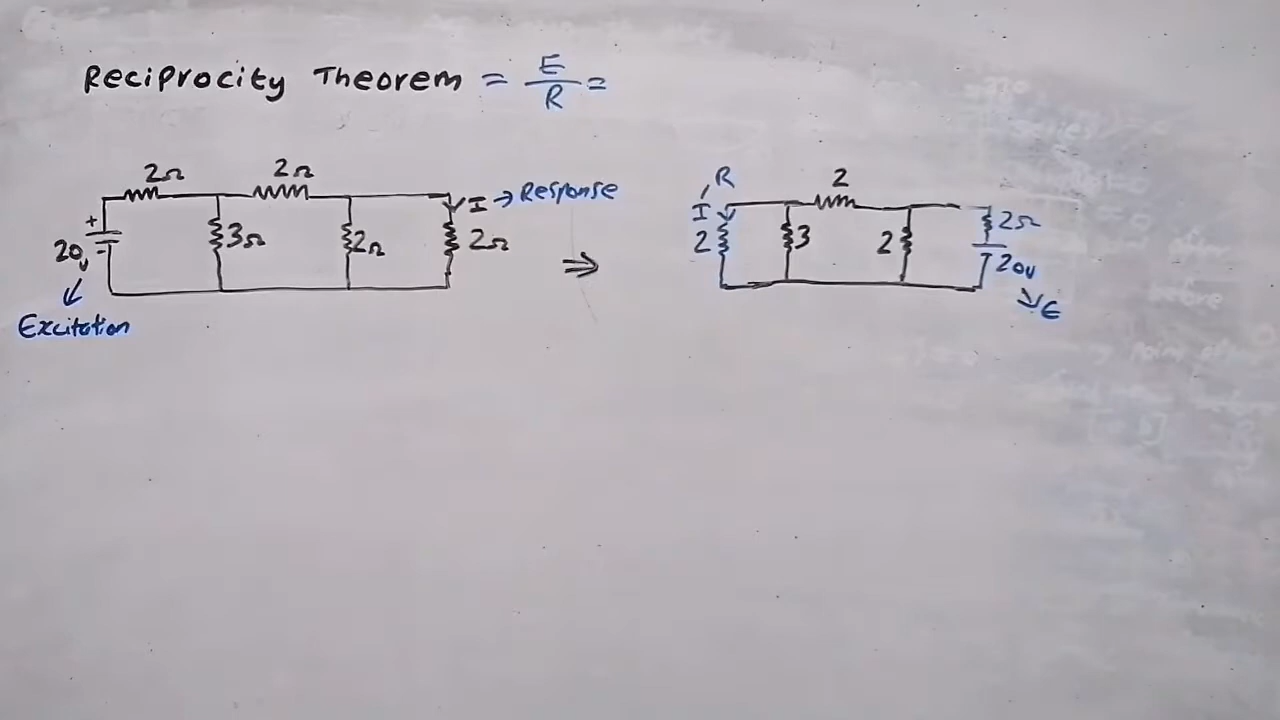 Reciprocity Theorem = E/R =
2Ω 2Ω
+ - 20v 3Ω 2Ω 2Ω I → Response
Excitation
⇒
R I 2 3 2 2 2Ω 20v E